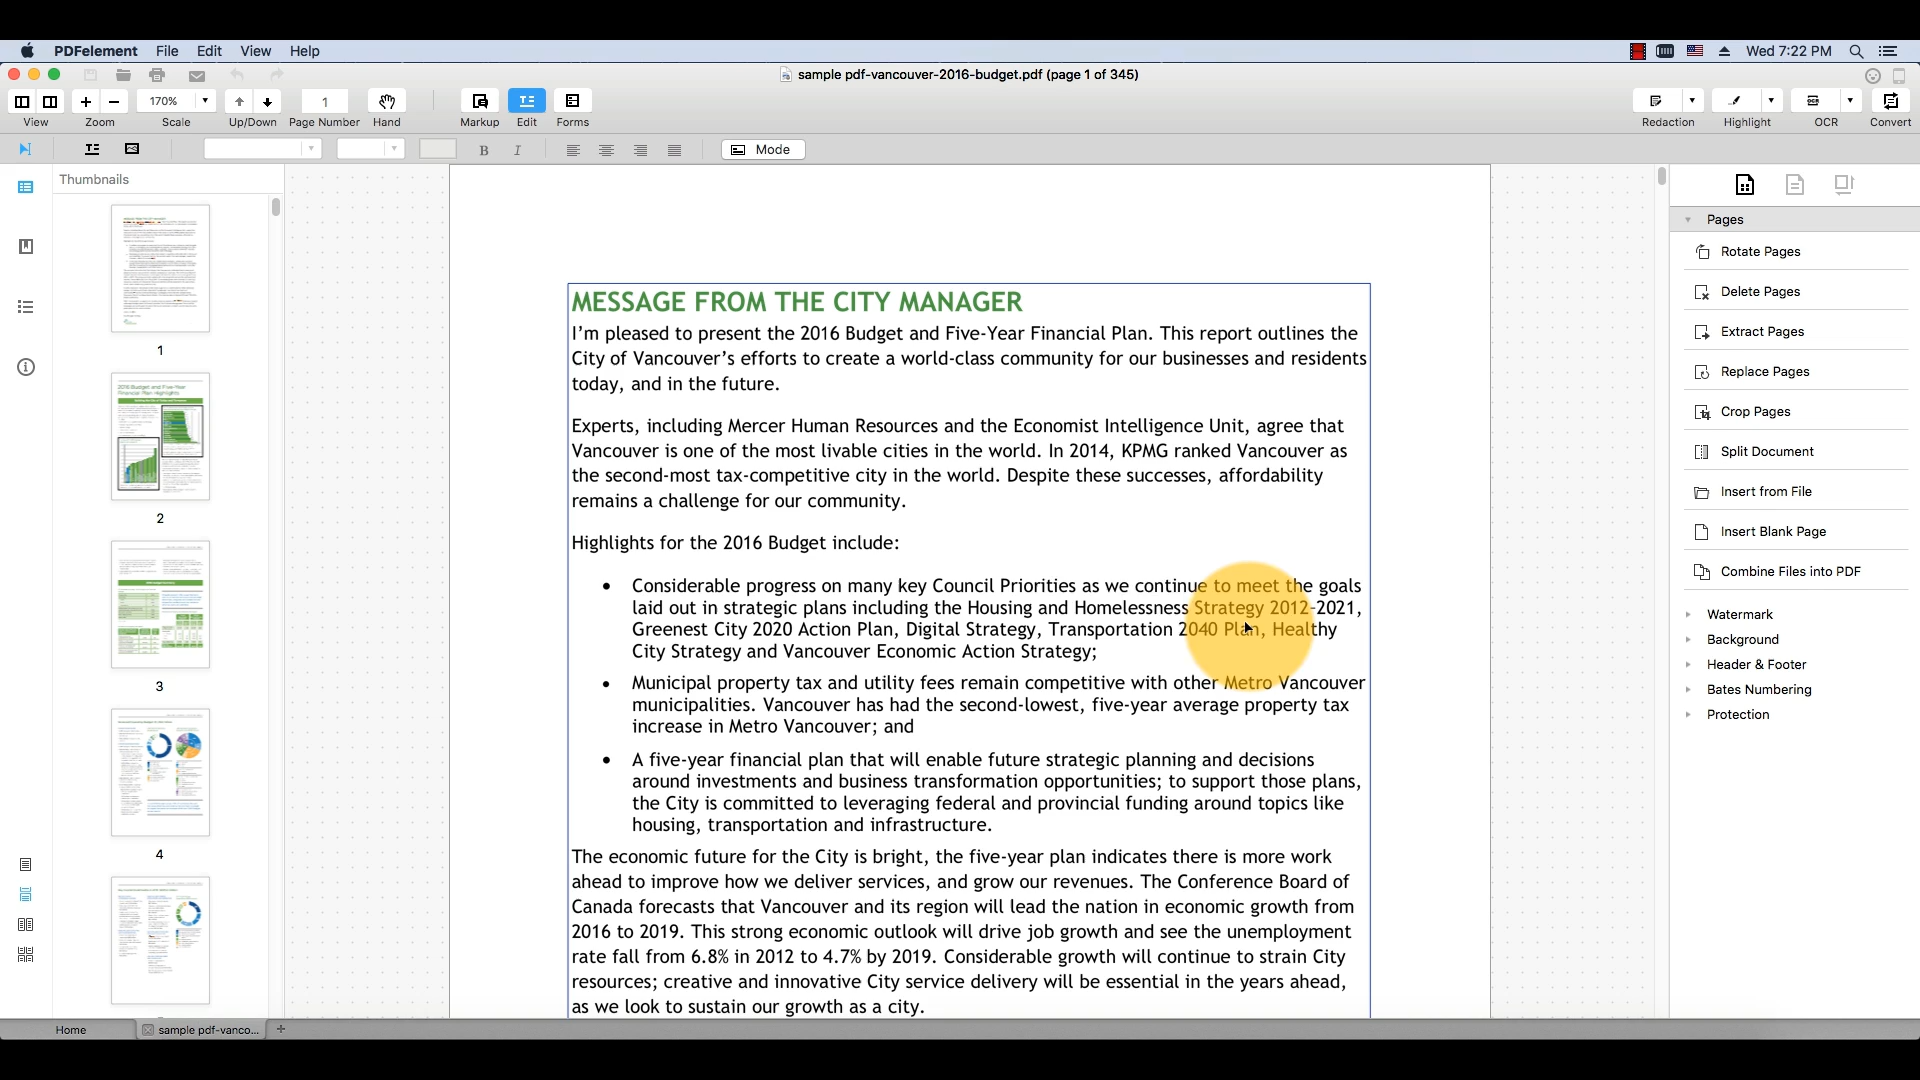 PDFelement File Edit View Help Wed 7:22 PM
sample pdf-vancouver-2016-budget.pdf (page 1 of 345)
170% 1
View Zoom Scale Up/Down Page Number Hand Markup Edit Forms Redaction Highlight OCR Convert
B I Mode
Thumbnails
1
2016 Budget and Five-Year
Financial Plan Highlights
2
3
4
MESSAGE FROM THE CITY MANAGER
I’m pleased to present the 2016 Budget and Five-Year Financial Plan. This report outlines the
City of Vancouver’s efforts to create a world-class community for our businesses and residents
today, and in the future.
Experts, including Mercer Human Resources and the Economist Intelligence Unit, agree that
Vancouver is one of the most livable cities in the world. In 2014, KPMG ranked Vancouver as
the second-most tax-competitive city in the world. Despite these successes, affordability
remains a challenge for our community.
Highlights for the 2016 Budget include:
• Considerable progress on many key Council Priorities as we continue to meet the goals
laid out in strategic plans including the Housing and Homelessness Strategy 2012-2021,
Greenest City 2020 Action Plan, Digital Strategy, Transportation 2040 Plan, Healthy
City Strategy and Vancouver Economic Action Strategy;
• Municipal property tax and utility fees remain competitive with other Metro Vancouver
municipalities. Vancouver has had the second-lowest, five-year average property tax
increase in Metro Vancouver; and
• A five-year financial plan that will enable future strategic planning and decisions
around investments and business transformation opportunities; to support those plans,
the City is committed to leveraging federal and provincial funding around topics like
housing, transportation and infrastructure.
The economic future for the City is bright, the five-year plan indicates there is more work
ahead to improve how we deliver services, and grow our revenues. The Conference Board of
Canada forecasts that Vancouver and its region will lead the nation in economic growth from
2016 to 2019. This strong economic outlook will drive job growth and see the unemployment
rate fall from 6.8% in 2012 to 4.7% by 2019. Considerable growth will continue to strain City
resources; creative and innovative City service delivery will be essential in the years ahead,
as we look to sustain our growth as a city.
Pages
Rotate Pages
Delete Pages
Extract Pages
Replace Pages
Crop Pages
Split Document
Insert from File
Insert Blank Page
Combine Files into PDF
Watermark
Background
Header & Footer
Bates Numbering
Protection
Home sample pdf-vanco... +